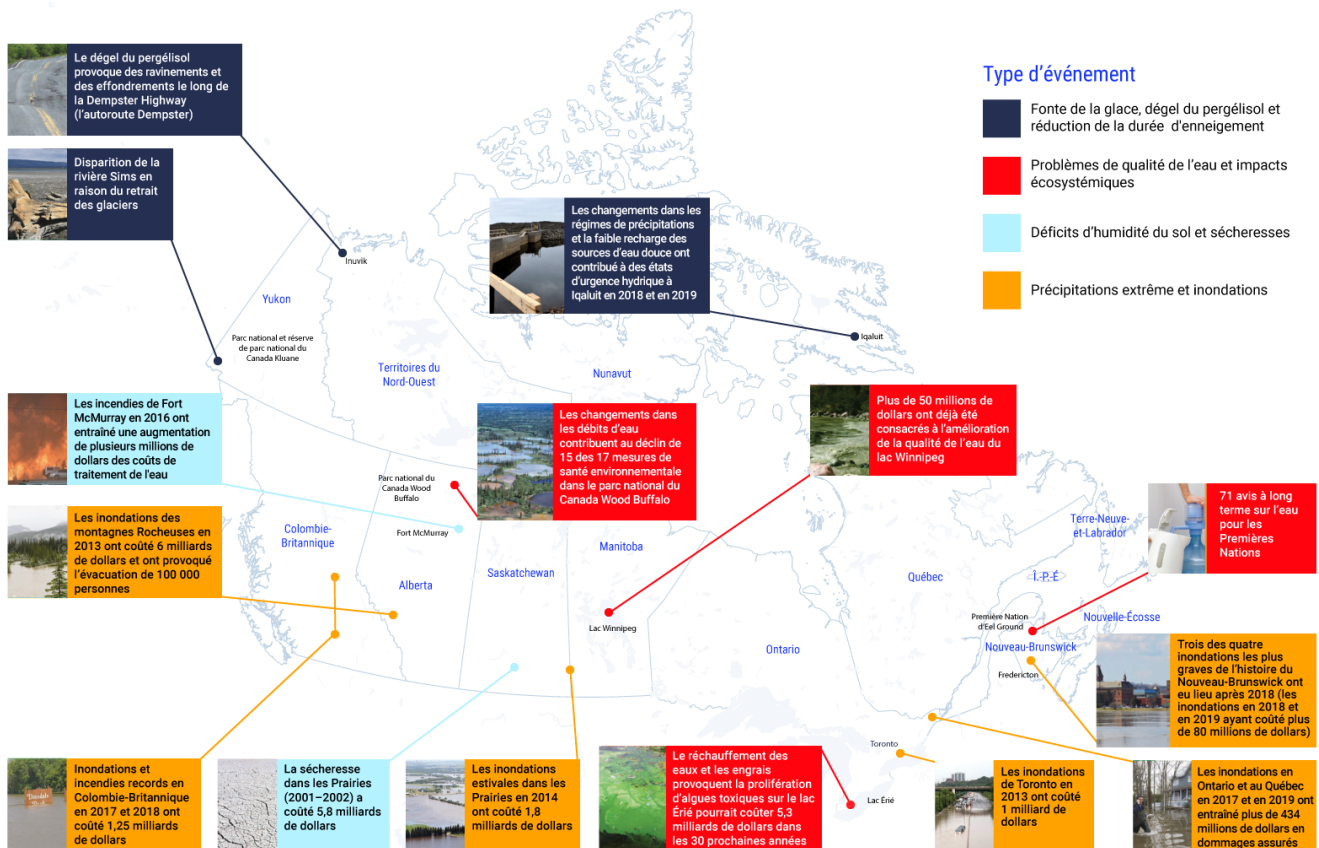 Le dégel du pergélisol
provoque des ravinements et
des effondrements le long de
la Dempster Highway
(l'autoroute Dempster)
Disparition de la
rivière Sims en
raison du retrait
des glaciers
Les changements dans les
régimes de précipitations
et la faible recharge des
sources d'eau douce ont
contribué à des états
d'urgence hydrique à
Iqaluit en 2018 et en 2019
Type d'événement
Fonte de la glace, dégel du pergélisol et
réduction de la durée d'enneigement
Problèmes de qualité de l'eau et impacts
écosystémiques
Déficits d'humidité du sol et sécheresses
Précipitations extrême et inondations
Inuvik
Yukon
Parc national et réserve
de parc national du
Canada Kluane
Territoires du
Nord-Ouest
Nunavut
Iqaluit
Les incendies de Fort
McMurray en 2016 ont
entraîné une augmentation
de plusieurs millions de
dollars des coûts de
traitement de l'eau
Les changements dans
les débits d'eau
contribuent au déclin de
15 des 17 mesures de
santé environnementale
dans le parc national du
Canada Wood Buffalo
Plus de 50 millions de
dollars ont déjà été
consacrés à l'amélioration
de la qualité de l'eau du
lac Winnipeg
Parc national du
Canada Wood
Buffalo
71 avis à long
terme sur l'eau
pour les
Premières
Nations
Les inondations des
montagnes Rocheuses en
2013 ont coûté 6 milliards
de dollars et ont provoqué
l'évacuation de 100 000
personnes
Colombie-
Britannique
Fort McMurray
Alberta
Saskatchewan
Manitoba
Lac Winnipeg
Ontario
Québec
Terre-Neuve-
et-Labrador
Î.-P.-É
Première Nation
d'Eel Ground
Nouvelle-Écosse
Nouveau-Brunswick
Fredericton
Trois des quatre
inondations les plus
graves de l'histoire du
Nouveau-Brunswick ont
eu lieu après 2018 (les
inondations en 2018 et
en 2019 ayant coûté plus
de 80 millions de dollars)
Toronto
Lac Érié
Inondations et
incendies records en
Colombie-Britannique
en 2017 et 2018 ont
coûté 1,25 milliards
de dollars
La sécheresse
dans les Prairies
(2001–2002) a
coûté 5,8 milliards
de dollars
Les inondations
estivales dans les
Prairies en 2014
ont coûté 1,8
milliards de dollars
Le réchauffement des
eaux et les engrais
provoquent la prolifération
d'algues toxiques sur le lac
Érié pourrait coûter 5,3
milliards de dollars dans
les 30 prochaines années
Les inondations
de Toronto en
2013 ont coûté
1 milliard de
dollars
Les inondations en
Ontario et au Québec
en 2017 et en 2019 ont
entraîné plus de 434
millions de dollars en
dommages assurés